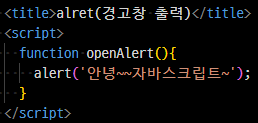 <title>alret(경고창 출력)</title>
<script>
function openAlert(){
alert('안녕~~자바스크립트~');
}
</script>